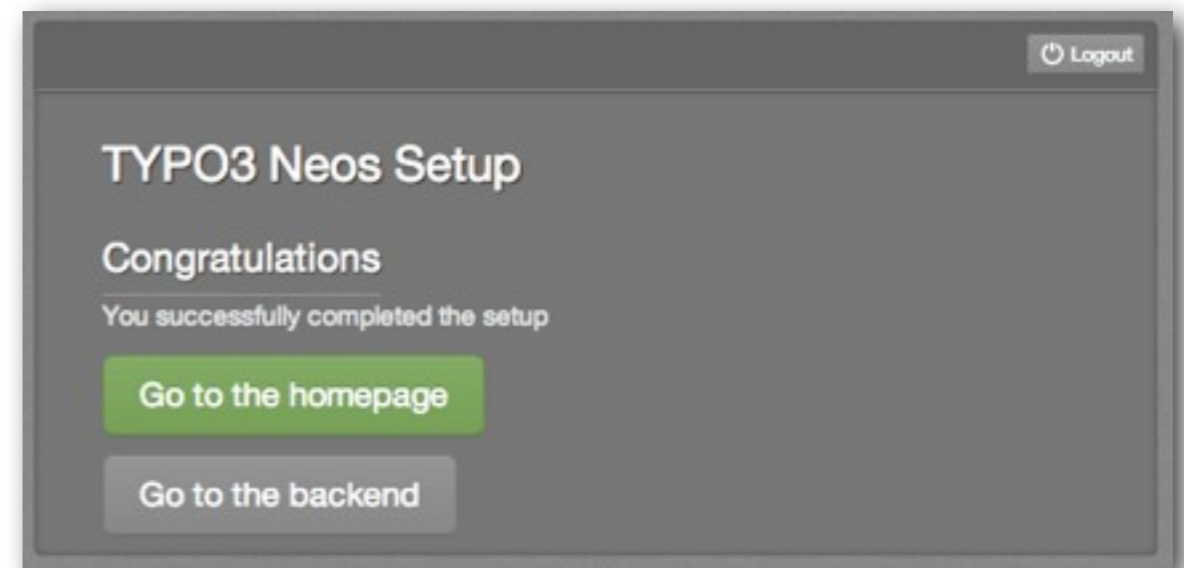 Logout
TYPO3 Neos Setup
Congratulations
You successfully completed the setup
Go to the homepage
Go to the backend